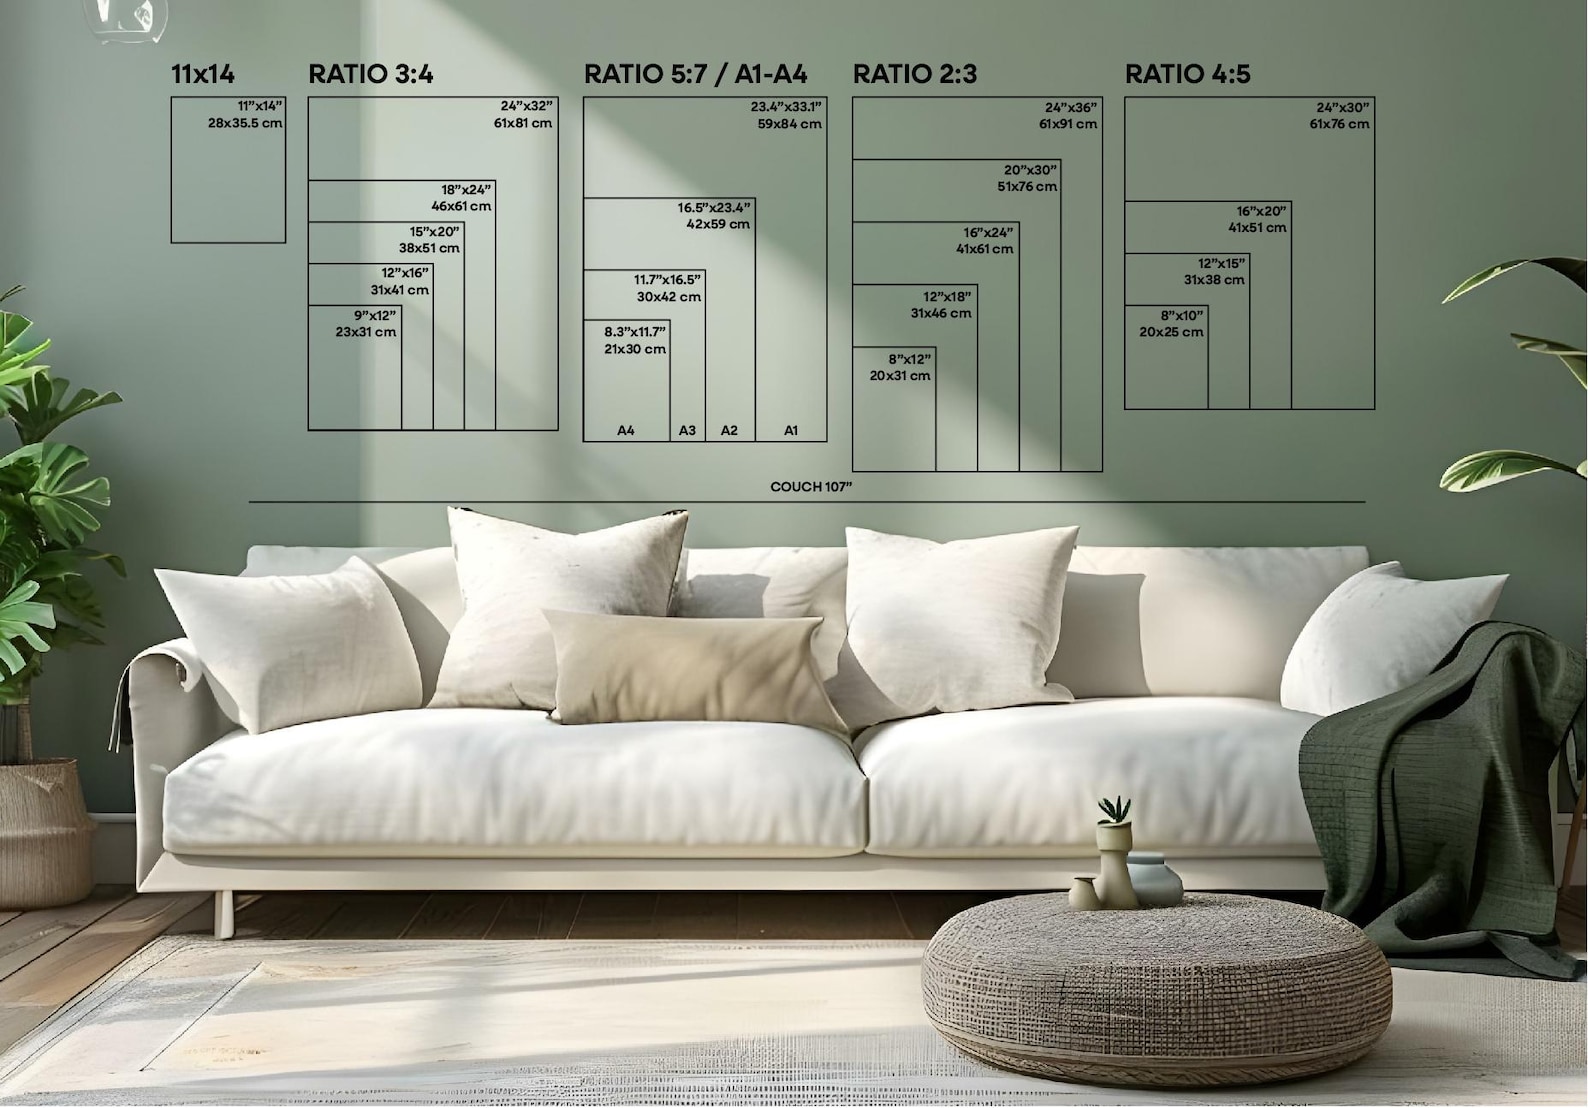 11x14
11”x14”
28x35.5 cm
RATIO 3:4
24”x32”
61x81 cm
18”x24”
46x61 cm
15”x20”
38x51 cm
12”x16”
31x41 cm
9”x12”
23x31 cm
RATIO 5:7 / A1-A4
23.4”x33.1”
59x84 cm
16.5”x23.4”
42x59 cm
11.7”x16.5”
30x42 cm
8.3”x11.7”
21x30 cm
A4 A3 A2 A1
RATIO 2:3
24”x36”
61x91 cm
20”x30”
51x76 cm
16”x24”
41x61 cm
12”x18”
31x46 cm
8”x12”
20x31 cm
RATIO 4:5
24”x30”
61x76 cm
16”x20”
41x51 cm
12”x15”
31x38 cm
8”x10”
20x25 cm
COUCH 107”